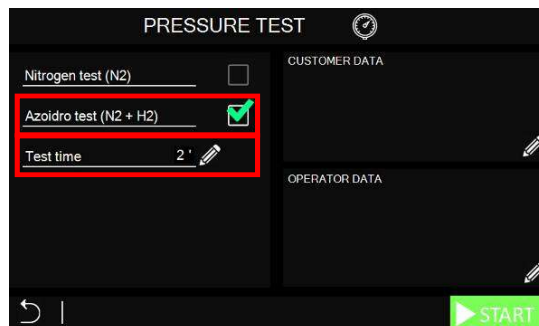 PRESSURE TEST
Nitrogen test (N2)
Azoidro test (N2 + H2)
Test time 2 '
CUSTOMER DATA
OPERATOR DATA
START